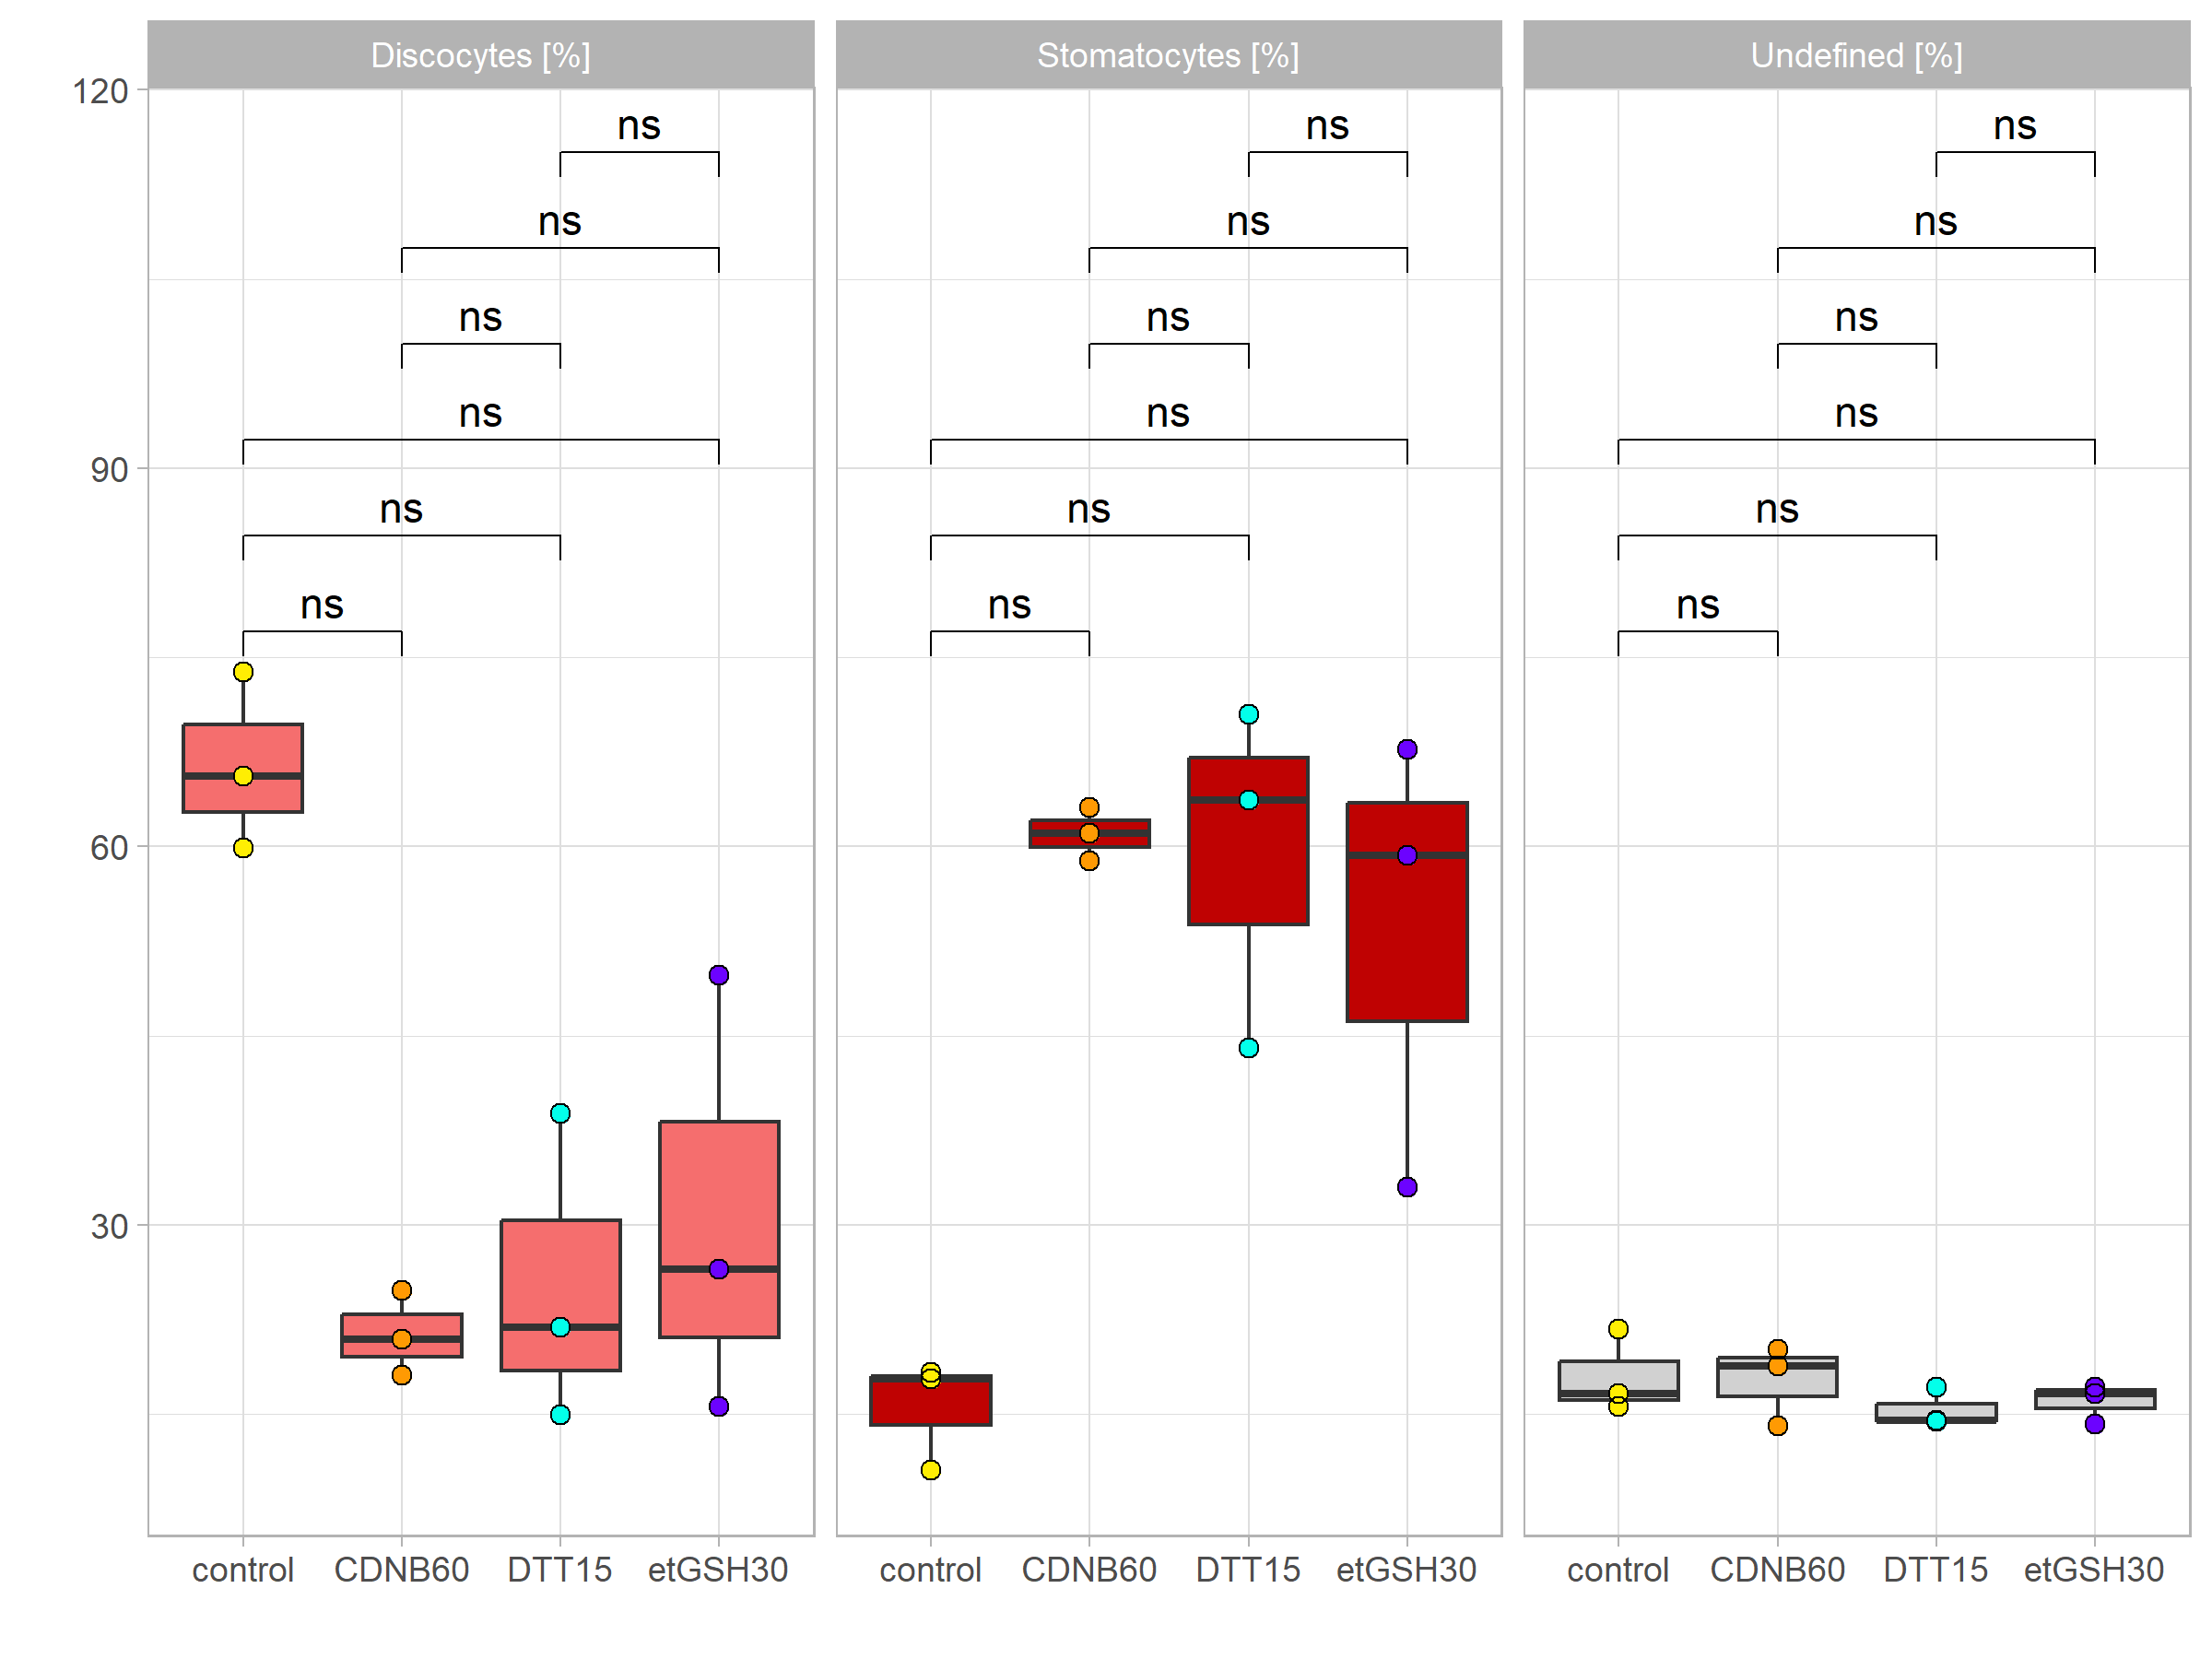 Discocytes [%] Stomatocytes [%] Undefined [%]
120
ns ns ns
ns ns ns
ns ns ns
ns ns ns
90
ns ns ns
ns ns ns
60
30
control CDNB60 DTT15 etGSH30 control CDNB60 DTT15 etGSH30 control CDNB60 DTT15 etGSH30